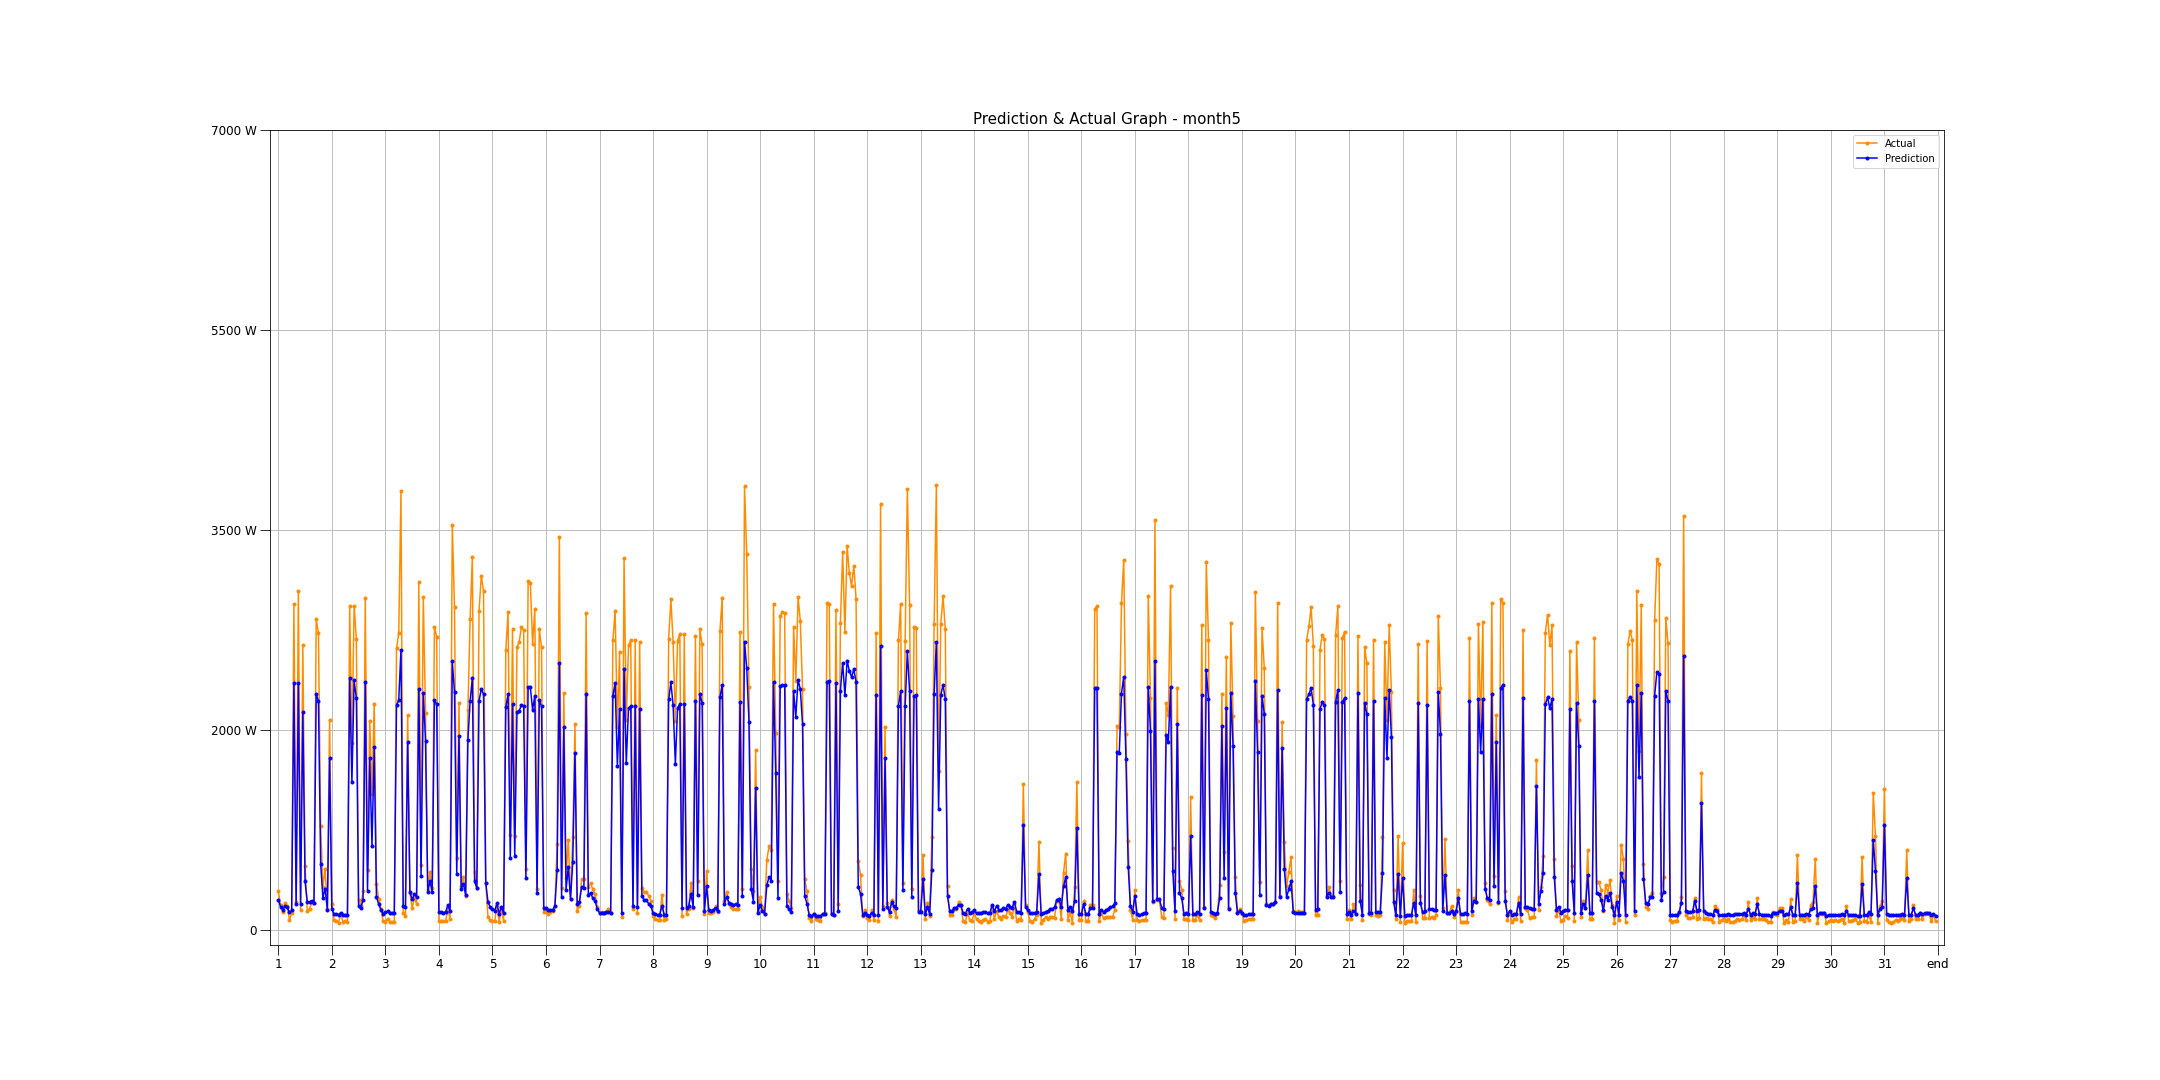 Prediction & Actual Graph - month5
7000 W
5500 W
3500 W
2000 W
0
Actual
Prediction
1 2 3 4 5 6 7 8 9 10 11 12 13 14 15 16 17 18 19 20 21 22 23 24 25 26 27 28 29 30 31 end